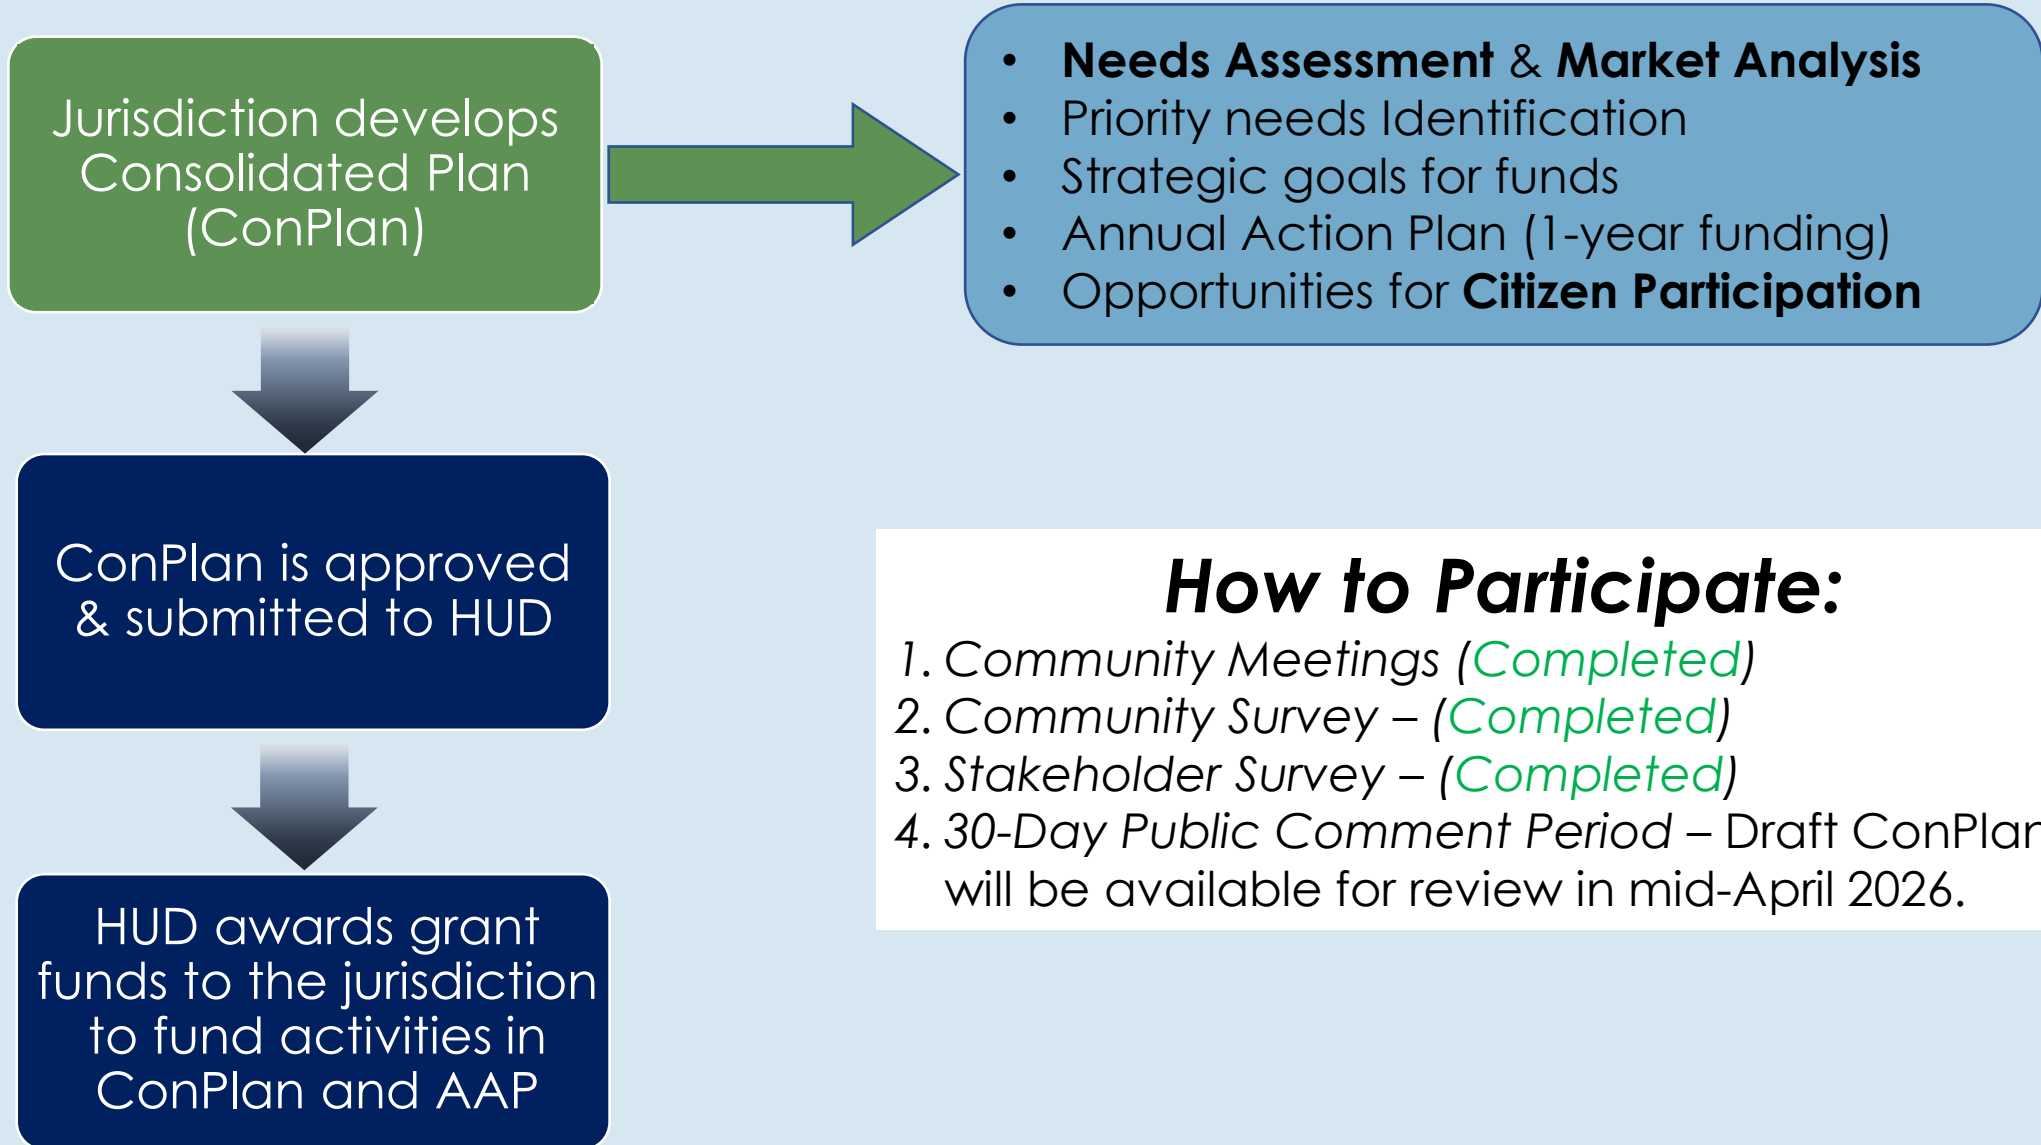 Jurisdiction develops
Consolidated Plan
(ConPlan)
• Needs Assessment & Market Analysis
• Priority needs Identification
• Strategic goals for funds
• Annual Action Plan (1-year funding)
• Opportunities for Citizen Participation
ConPlan is approved
& submitted to HUD
HUD awards grant
funds to the jurisdiction
to fund activities in
ConPlan and AAP
How to Participate:
1. Community Meetings (Completed)
2. Community Survey – (Completed)
3. Stakeholder Survey – (Completed)
4. 30-Day Public Comment Period – Draft ConPlan
will be available for review in mid-April 2026.